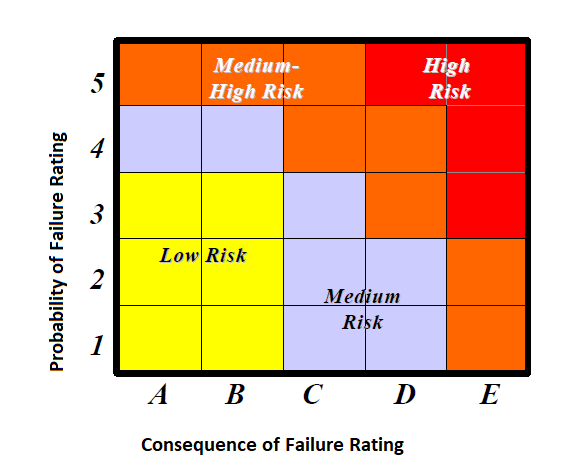 Medium-
High Risk
High
Risk
Low Risk
Medium
Risk
Probability of Failure Rating
5
4
3
2
1
A B C D E
Consequence of Failure Rating